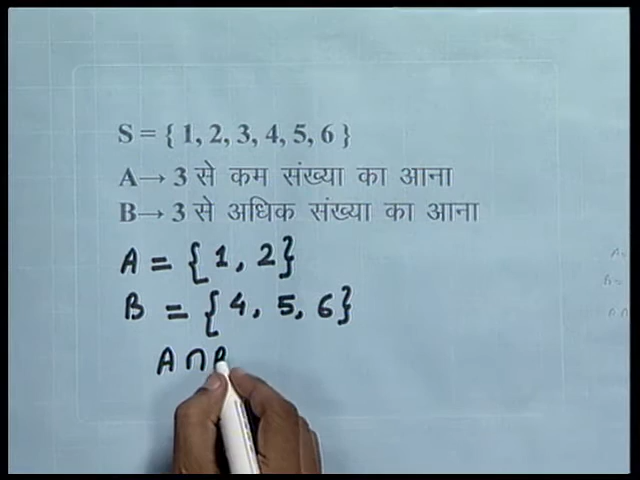 S = { 1, 2, 3, 4, 5, 6 }
A→ 3 से कम संख्या का आना
B→ 3 से अधिक संख्या का आना
A = {1, 2}
B = {4, 5, 6}
A ∩ B